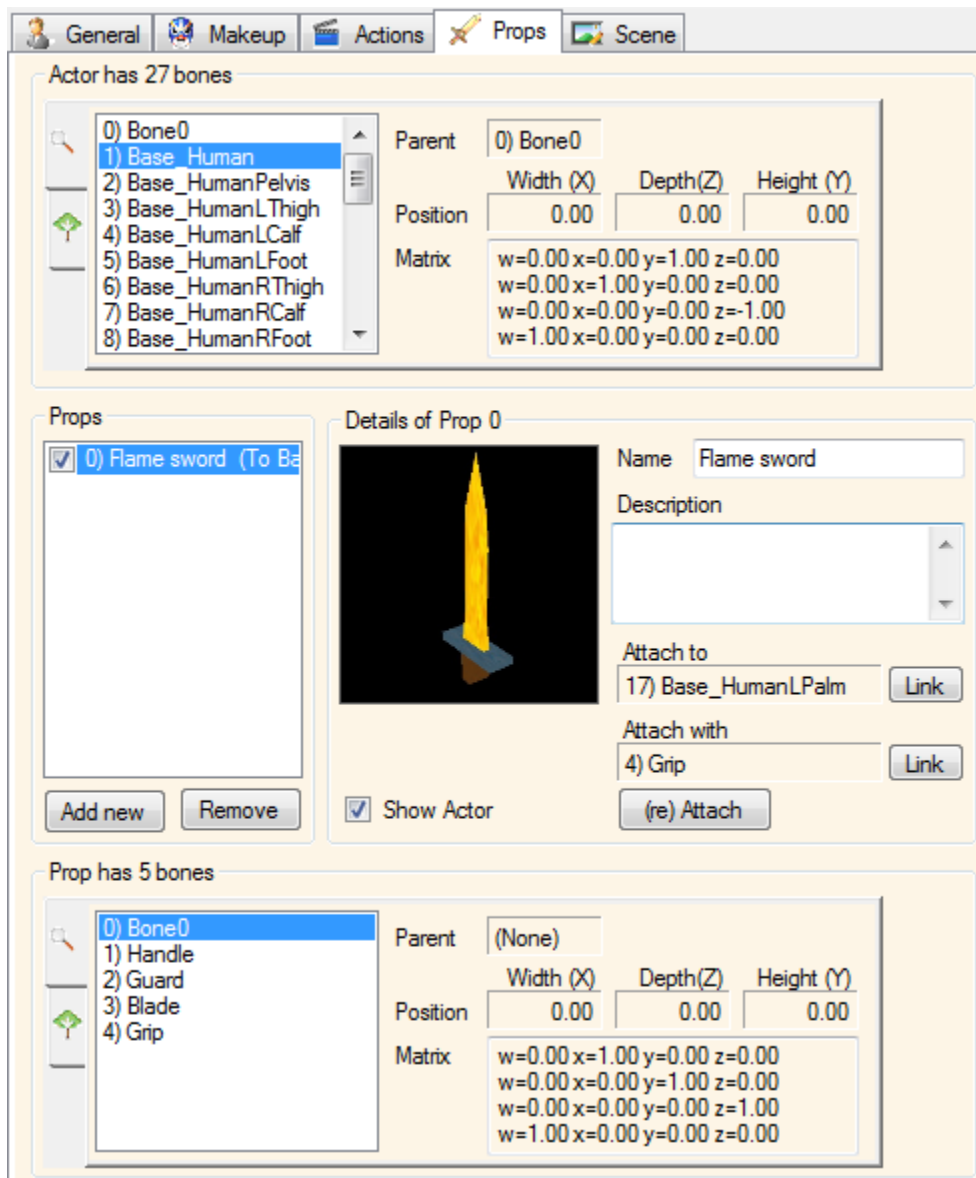 General Makeup Actions Props Scene
Actor has 27 bones
0) Bone0
1) Base_Human
2) Base_HumanPelvis
3) Base_HumanLThigh
4) Base_HumanLCalf
5) Base_HumanLFoot
6) Base_HumanRThigh
7) Base_HumanRCalf
8) Base_HumanRFoot
Parent 0) Bone0
Width (X) Depth(Z) Height (Y)
Position 0.00 0.00 0.00
Matrix w=0.00 x=0.00 y=1.00 z=0.00
w=0.00 x=1.00 y=0.00 z=0.00
w=0.00 x=0.00 y=0.00 z=-1.00
w=1.00 x=0.00 y=0.00 z=0.00
Props
0) Flame sword (To Ba
Add new Remove
Details of Prop 0
Name Flame sword
Description
Attach to
17) Base_HumanLPalm Link
Attach with
4) Grip Link
Show Actor (re) Attach
Prop has 5 bones
0) Bone0
1) Handle
2) Guard
3) Blade
4) Grip
Parent (None)
Width (X) Depth(Z) Height (Y)
Position 0.00 0.00 0.00
Matrix w=0.00 x=1.00 y=0.00 z=0.00
w=0.00 x=0.00 y=1.00 z=0.00
w=0.00 x=0.00 y=0.00 z=1.00
w=1.00 x=0.00 y=0.00 z=0.00